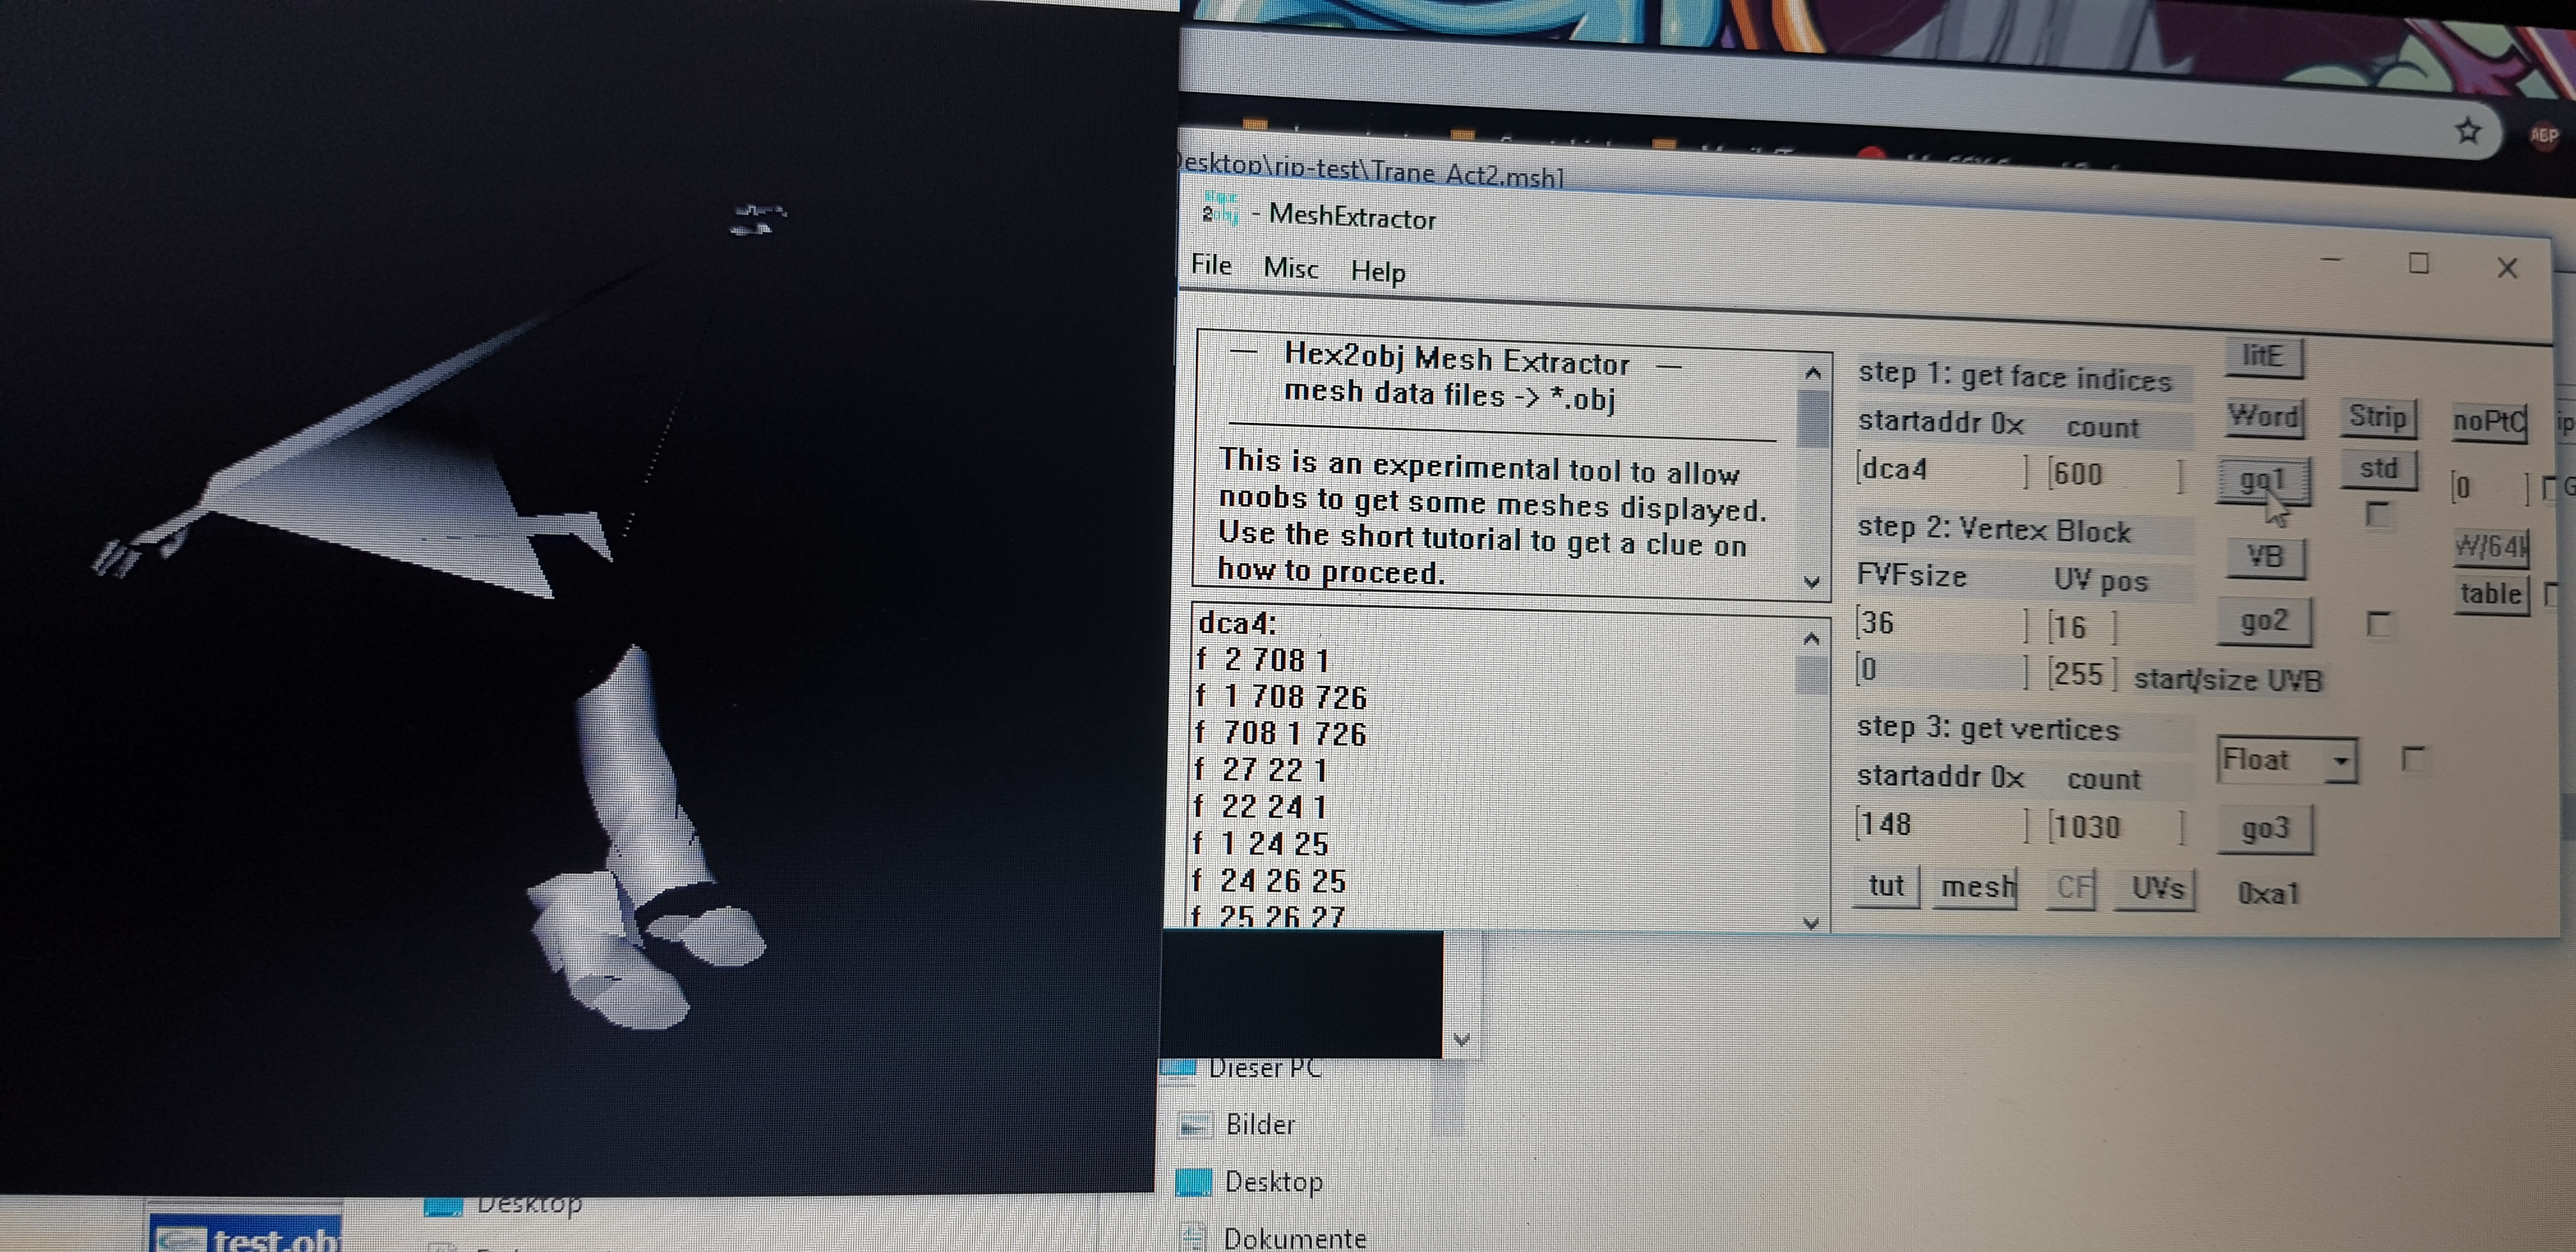 ABP
Desktop\rip-test\Trane_Act2.msh]
- MeshExtractor
File Misc Help
— Hex2obj Mesh Extractor —
mesh data files -> *.obj
This is an experimental tool to allow
noobs to get some meshes displayed.
Use the short tutorial to get a clue on
how to proceed.
dca4:
f 2 708 1
f 1 708 726
f 708 1 726
f 27 22 1
f 22 24 1
f 1 24 25
f 24 26 25
f 25 26 27
litE
step 1: get face indices
startaddr 0x count
Word Strip noPtC
[dca4 ] [600 ]
go1 std [0 ]
step 2: Vertex Block
VB W/64k
FVFsize UV pos
table
[36 ] [16 ]
go2
[0 ] [255 ] start/size UVB
step 3: get vertices
Float
startaddr 0x count
[148 ] [1030 ]
go3
tut mesh CF UVs 0xa1
Dieser PC
Bilder
Desktop
Dokumente
Desktop
test.obj